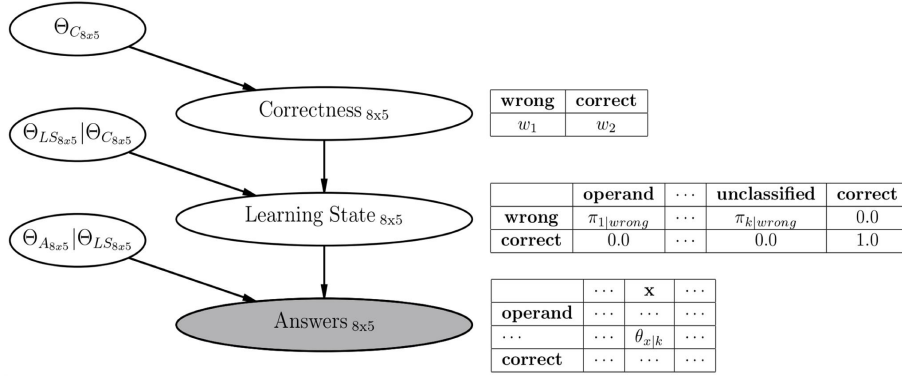 Θ_{C_{8x5}}
Correctness _{8x5}
wrong correct
w_1 w_2
Θ_{LS_{8x5}}|Θ_{C_{8x5}}
Learning State _{8x5}
operand ··· unclassified correct
wrong π_{1|wrong} ··· π_{k|wrong} 0.0
correct 0.0 ··· 0.0 1.0
Θ_{A_{8x5}}|Θ_{LS_{8x5}}
Answers _{8x5}
··· x ···
operand ··· ··· ···
··· ··· θ_{x|k} ···
correct ··· ··· ···